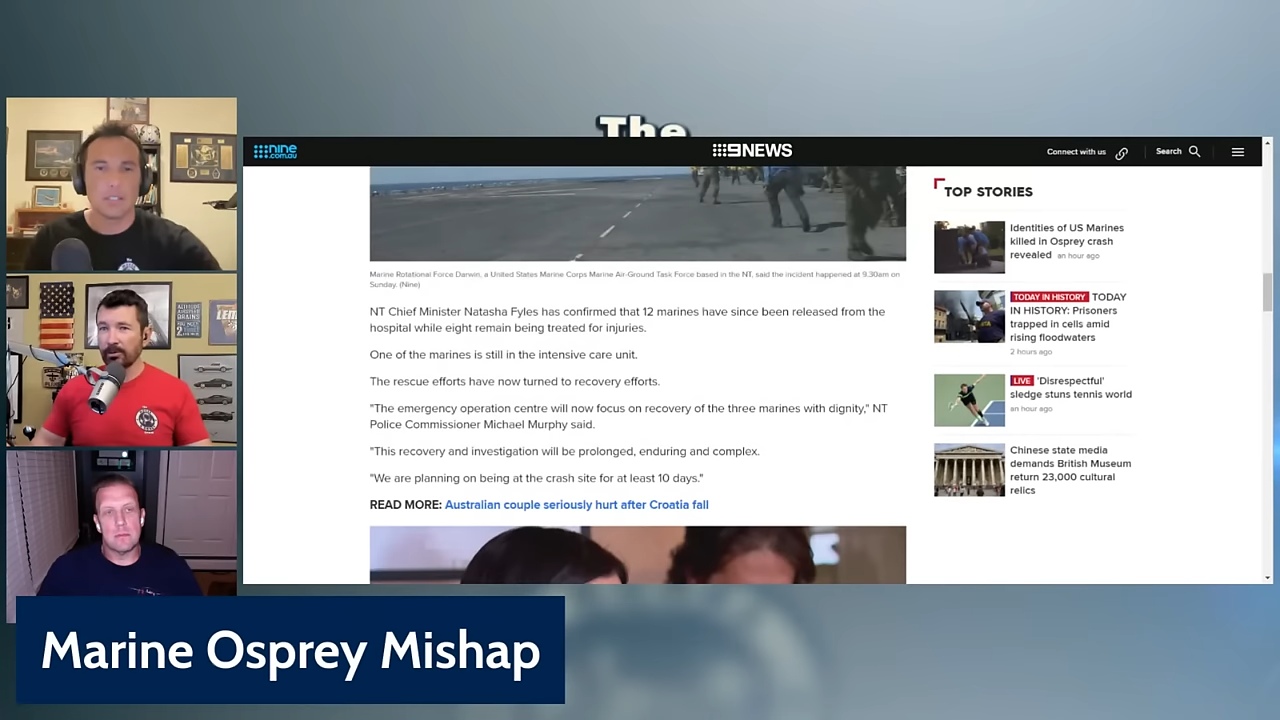 The
nine
.com.au
9NEWS
Connect with us
Search
Marine Rotational Force Darwin, a United States Marine Corps Marine Air-Ground Task Force based in the NT, said the incident happened at 9.30am on
Sunday. (Nine)
NT Chief Minister Natasha Fyles has confirmed that 12 marines have since been released from the
hospital while eight remain being treated for injuries.
One of the marines is still in the intensive care unit.
The rescue efforts have now turned to recovery efforts.
"The emergency operation centre will now focus on recovery of the three marines with dignity," NT
Police Commissioner Michael Murphy said.
"This recovery and investigation will be prolonged, enduring and complex.
"We are planning on being at the crash site for at least 10 days."
READ MORE: Australian couple seriously hurt after Croatia fall
TOP STORIES
Identities of US Marines
killed in Osprey crash
revealed an hour ago
TODAY IN HISTORY TODAY
IN HISTORY: Prisoners
trapped in cells amid
rising floodwaters
2 hours ago
LIVE 'Disrespectful'
sledge stuns tennis world
an hour ago
Chinese state media
demands British Museum
return 23,000 cultural
relics
Marine Osprey Mishap